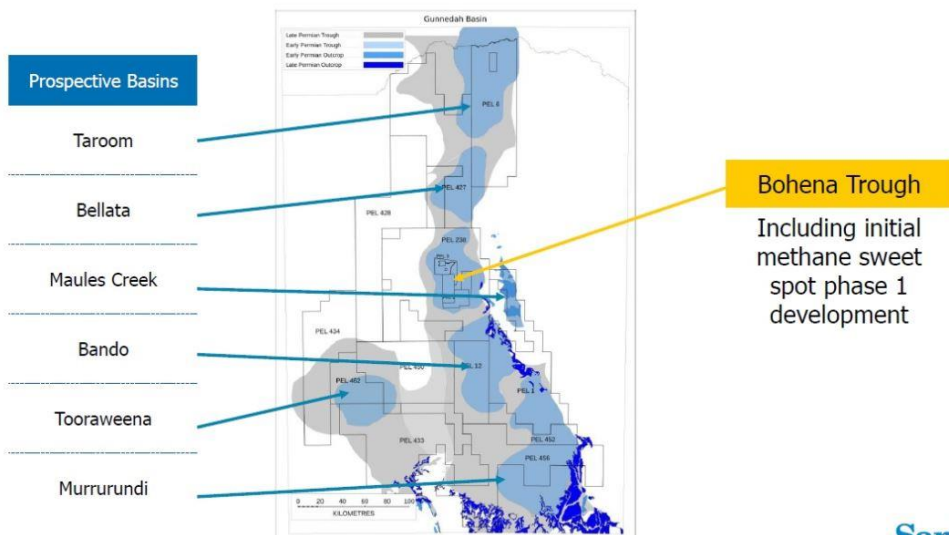 Gunnedah Basin
Late Permian Trough
Early Permian Trough
Early Permian Outcrop
Late Permian Outcrop
Prospective Basins
Taroom
Bellata
Maules Creek
Bando
Tooraweena
Murrurundi
PEL 6
PEL 427
PEL 428
PEL 238
PEL 434
PEL 462
PEL 12
PEL 1
PEL 433
PEL 452
PEL 456
0 20 40 60 80 100
KILOMETRES
Bohena Trough
Including initial
methane sweet
spot phase 1
development